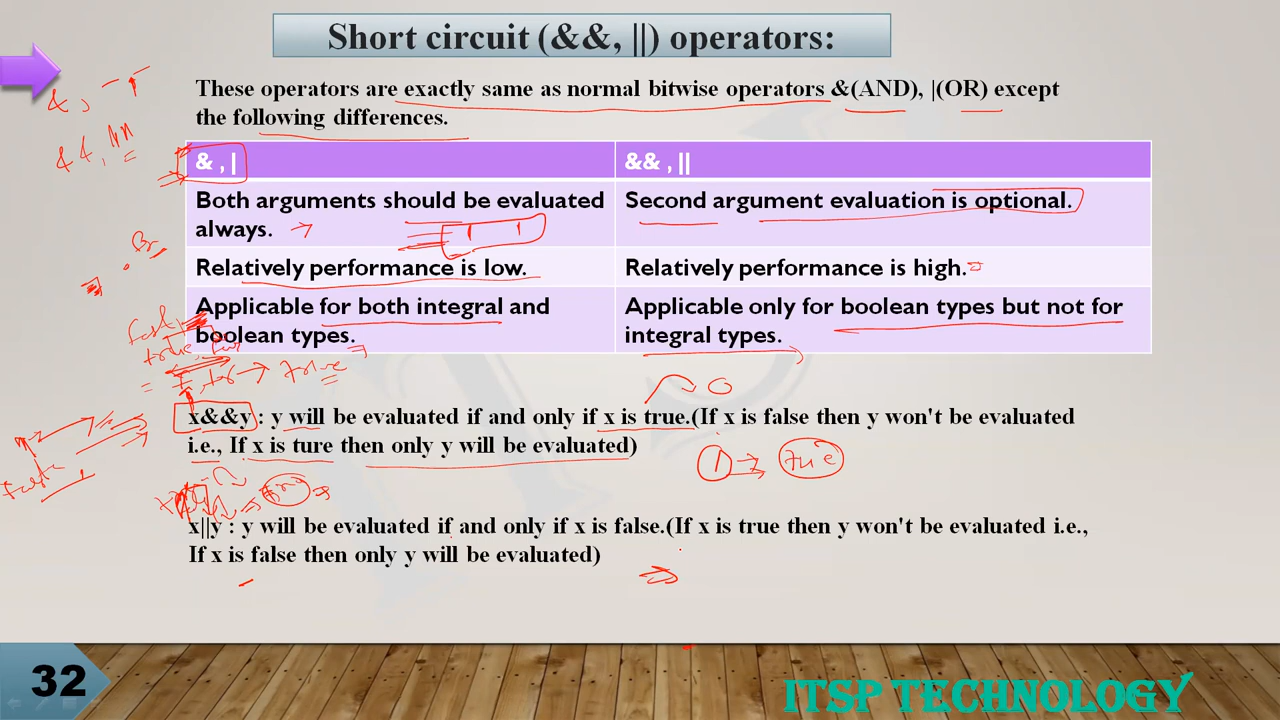 Short circuit (&&, ||) operators:
These operators are exactly same as normal bitwise operators &(AND), |(OR) except
the following differences.
& , |
&& , ||
Both arguments should be evaluated
always.
Second argument evaluation is optional.
Relatively performance is low.
Relatively performance is high.
Applicable for both integral and
boolean types.
Applicable only for boolean types but not for
integral types.
x&&y : y will be evaluated if and only if x is true.(If x is false then y won't be evaluated
i.e., If x is ture then only y will be evaluated)
true
x||y : y will be evaluated if and only if x is false.(If x is true then y won't be evaluated i.e.,
If x is false then only y will be evaluated)
32
ITSP TECHNOLOGY